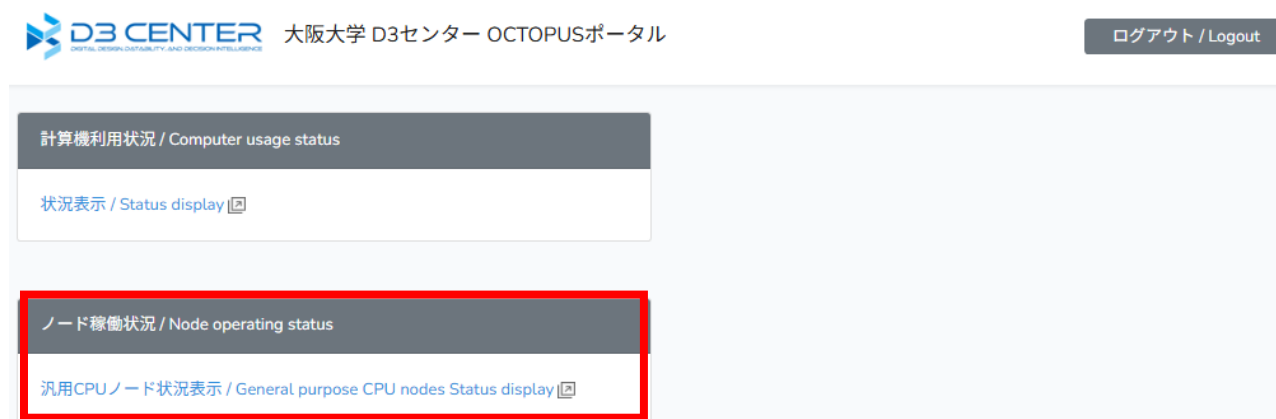 D3 CENTER
DIGITAL DESIGN, DATABILITY, AND DECISION INTELLIGENCE
大阪大学 D3センター OCTOPUSポータル
ログアウト / Logout
計算機利用状況 / Computer usage status
状況表示 / Status display
ノード稼働状況 / Node operating status
汎用CPUノード状況表示 / General purpose CPU nodes Status display